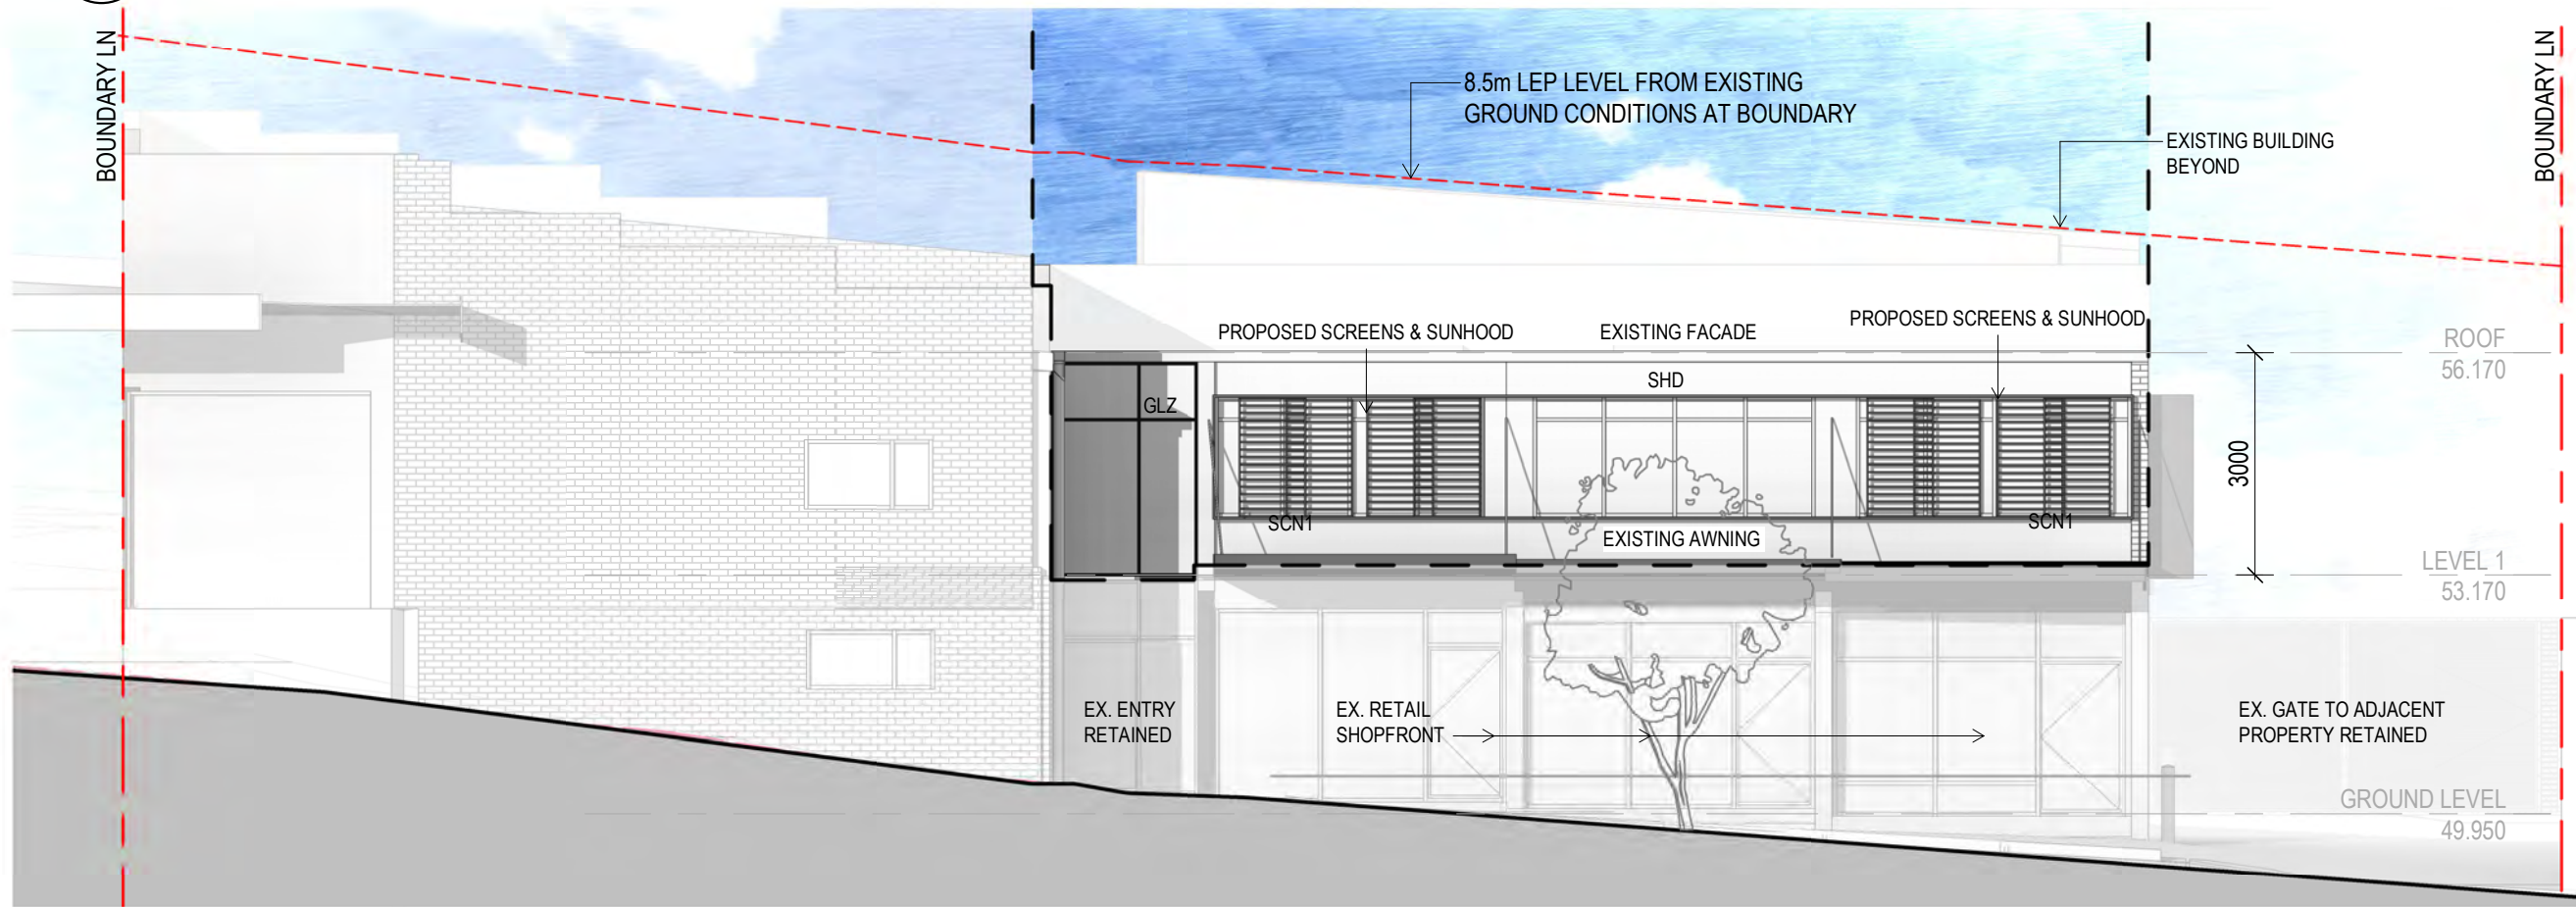 BOUNDARY LN
8.5m LEP LEVEL FROM EXISTING
GROUND CONDITIONS AT BOUNDARY
EXISTING BUILDING
BEYOND
BOUNDARY LN
PROPOSED SCREENS & SUNHOOD
EXISTING FACADE
PROPOSED SCREENS & SUNHOOD
ROOF
56.170
SHD
GLZ
3000
SCN1
SCN1
EXISTING AWNING
LEVEL 1
53.170
EX. ENTRY
RETAINED
EX. RETAIL
SHOPFRONT
EX. GATE TO ADJACENT
PROPERTY RETAINED
GROUND LEVEL
49.950